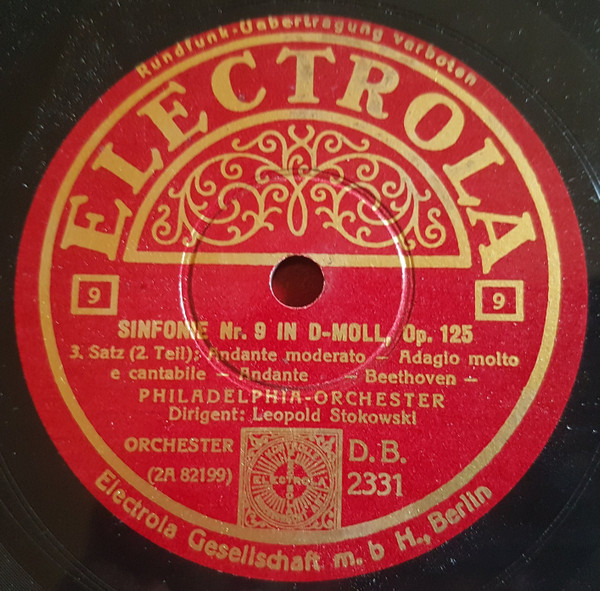 Rundfunk-Uebertragung verboten
ELECTROLA
9
9
SINFONIE Nr. 9 IN D-MOLL, Op. 125
3. Satz (2. Teil): Andante moderato – Adagio molto
e cantabile – Andante – Beethoven –
PHILADELPHIA-ORCHESTER
Dirigent: Leopold Stokowski
ORCHESTER
(2A 82199)
ELECTROLA
D.B.
2331
Electrola Gesellschaft m. b H., Berlin